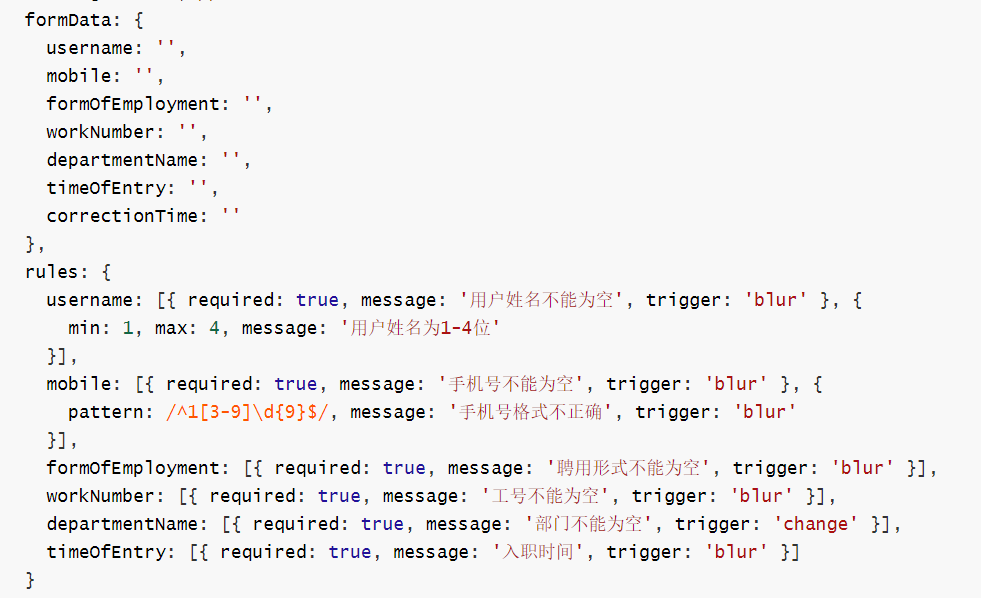 formData: {
  username: '',
  mobile: '',
  formOfEmployment: '',
  workNumber: '',
  departmentName: '',
  timeOfEntry: '',
  correctionTime: ''
},
rules: {
  username: [{ required: true, message: '用户姓名不能为空', trigger: 'blur' }, {
    min: 1, max: 4, message: '用户姓名为1-4位'
  }],
  mobile: [{ required: true, message: '手机号不能为空', trigger: 'blur' }, {
    pattern: /^1[3-9]\d{9}$/, message: '手机号格式不正确', trigger: 'blur'
  }],
  formOfEmployment: [{ required: true, message: '聘用形式不能为空', trigger: 'blur' }],
  workNumber: [{ required: true, message: '工号不能为空', trigger: 'blur' }],
  departmentName: [{ required: true, message: '部门不能为空', trigger: 'change' }],
  timeOfEntry: [{ required: true, message: '入职时间', trigger: 'blur' }]
}